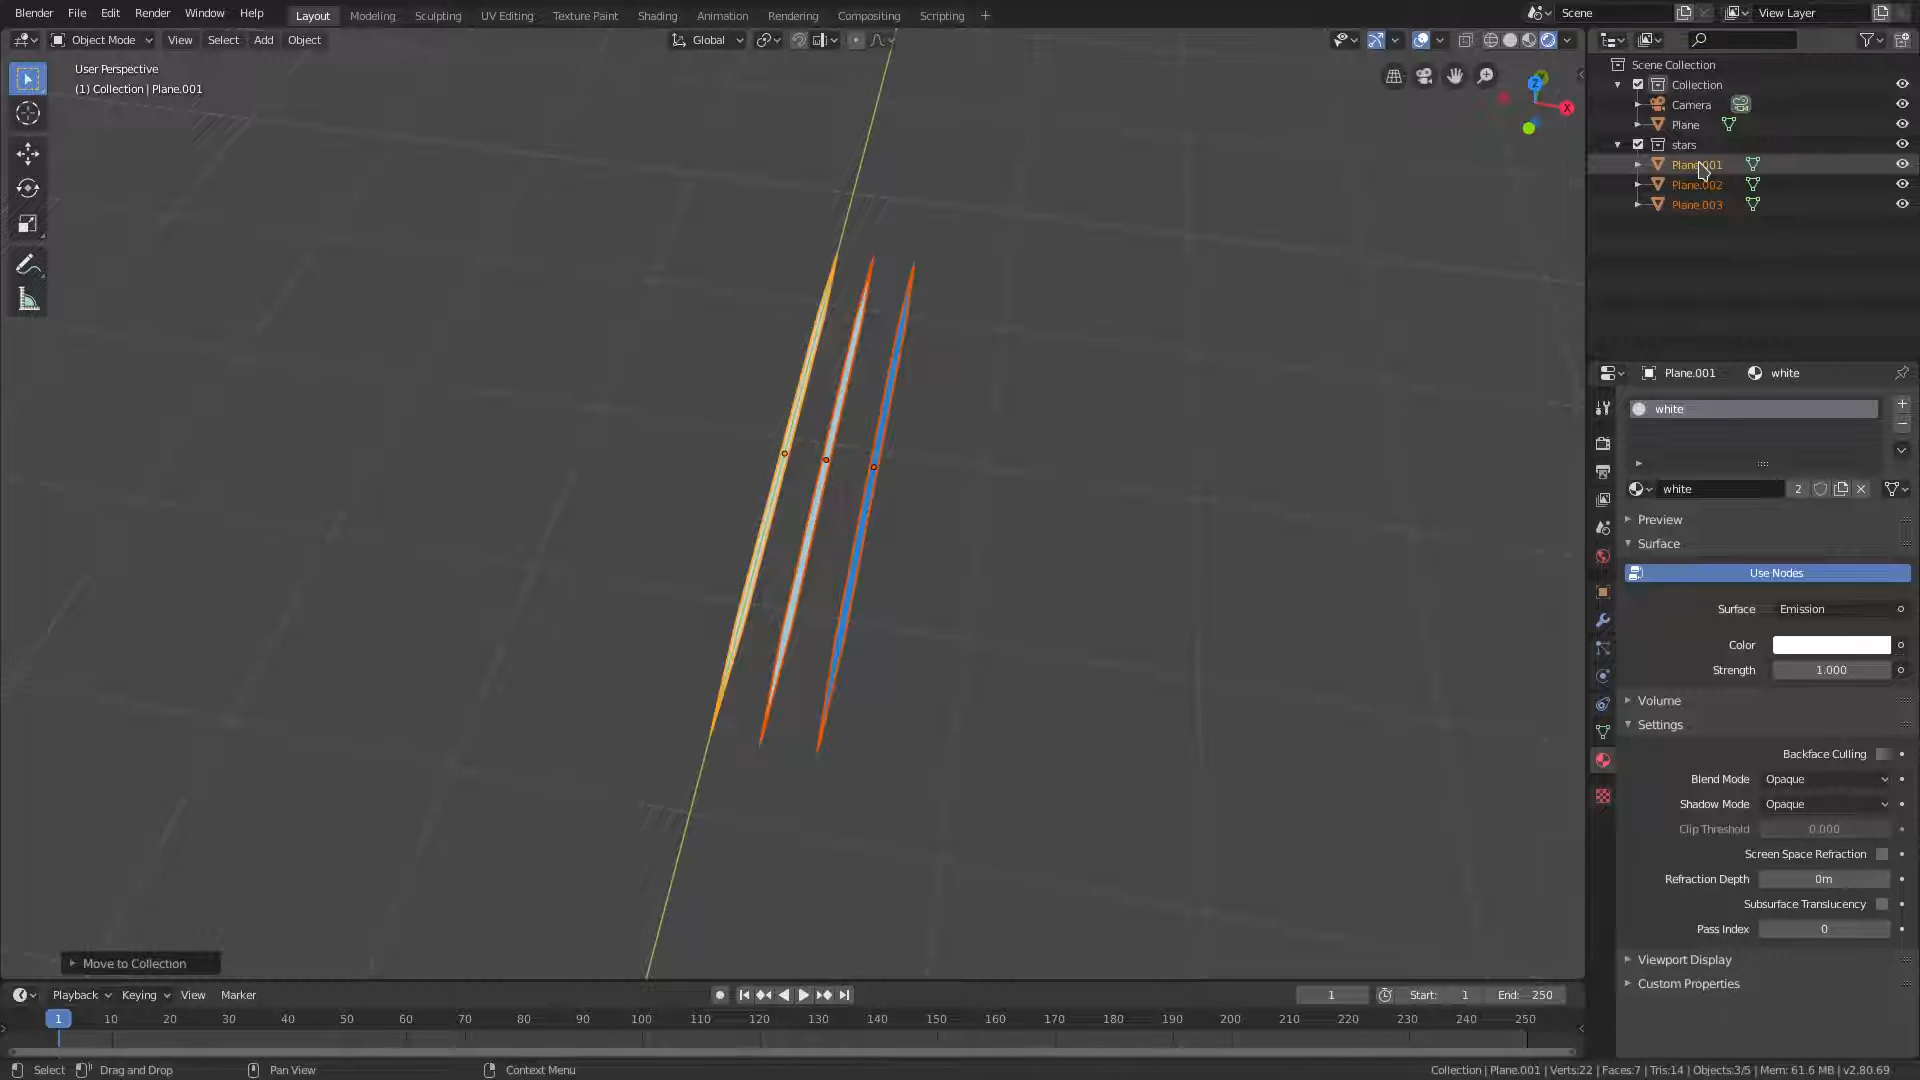 Blender File Edit Render Window Help Layout Modeling Sculpting UV Editing Texture Paint Shading Animation Rendering Compositing Scripting + Scene View Layer
Object Mode View Select Add Object Global
User Perspective
(1) Collection | Plane.001
Z
X
Scene Collection
Collection
Camera
Plane
stars
Plane.001
Plane.002
Plane.003
Plane.001 white
white
white 2
Preview
Surface
Use Nodes
Surface Emission
Color
Strength 1.000
Volume
Settings
Backface Culling
Blend Mode Opaque
Shadow Mode Opaque
Clip Threshold 0.000
Screen Space Refraction
Refraction Depth 0m
Subsurface Translucency
Pass Index 0
Viewport Display
Custom Properties
Move to Collection
Playback Keying View Marker 1 Start: 1 End: 250
1 10 20 30 40 50 60 70 80 90 100 110 120 130 140 150 160 170 180 190 200 210 220 230 240 250
Select Drag and Drop Pan View Context Menu Collection | Plane.001 | Verts:22 | Faces:7 | Tris:14 | Objects:3/5 | Mem: 61.6 MB | v2.80.69